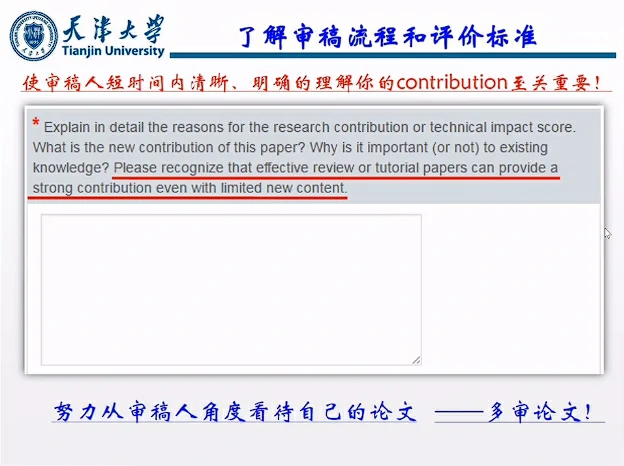 天津大学
Tianjin University
了解审稿流程和评价标准
使审稿人短时间内清晰、明确的理解你的contribution至关重要！
* Explain in detail the reasons for the research contribution or technical impact score.
What is the new contribution of this paper? Why is it important (or not) to existing
knowledge? Please recognize that effective review or tutorial papers can provide a
strong contribution even with limited new content.
努力从审稿人角度看待自己的论文 ——多审论文！